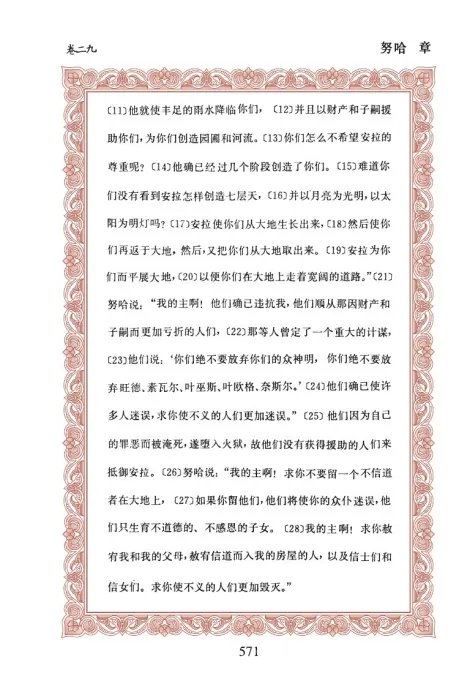 卷二九
努哈 章
〔11〕他就使丰足的雨水降临你们，〔12〕并且以财产和子嗣援
助你们，为你们创造园圃和河流。〔13〕你们怎么不希望安拉的
尊重呢？〔14〕他确已经过几个阶段创造了你们。〔15〕难道你
们没有看到安拉怎样创造七层天，〔16〕并以月亮为光明，以太
阳为明灯吗？〔17〕安拉使你们从大地生长出来，〔18〕然后使你
们再返于大地，然后，又把你们从大地取出来。〔19〕安拉为你
们而平展大地，〔20〕以便你们在大地上走着宽阔的道路。”〔21〕
努哈说：“我的主啊！他们确已违抗我，他们顺从那因财产和
子嗣而更加亏折的人们，〔22〕那等人曾定了一个重大的计谋，
〔23〕他们说：‘你们绝不要放弃你们的众神明，你们绝不要放
弃旺德、素瓦尔、叶巫斯、叶欧格、奈斯尔。’〔24〕他们确已使许
多人迷误，求你使不义的人们更加迷误。”〔25〕他们因为自己
的罪恶而被淹死，遂堕入火狱，故他们没有获得援助的人们来
抵御安拉。〔26〕努哈说：“我的主啊！求你不要留一个不信道
者在大地上，〔27〕如果你留他们，他们将使你的众仆迷误，他
们只生育不道德的、不感恩的子女。〔28〕我的主啊！求你赦
宥我和我的父母，赦宥信道而入我的房屋的人，以及信士们和
信女们。求你使不义的人们更加毁灭。”
571